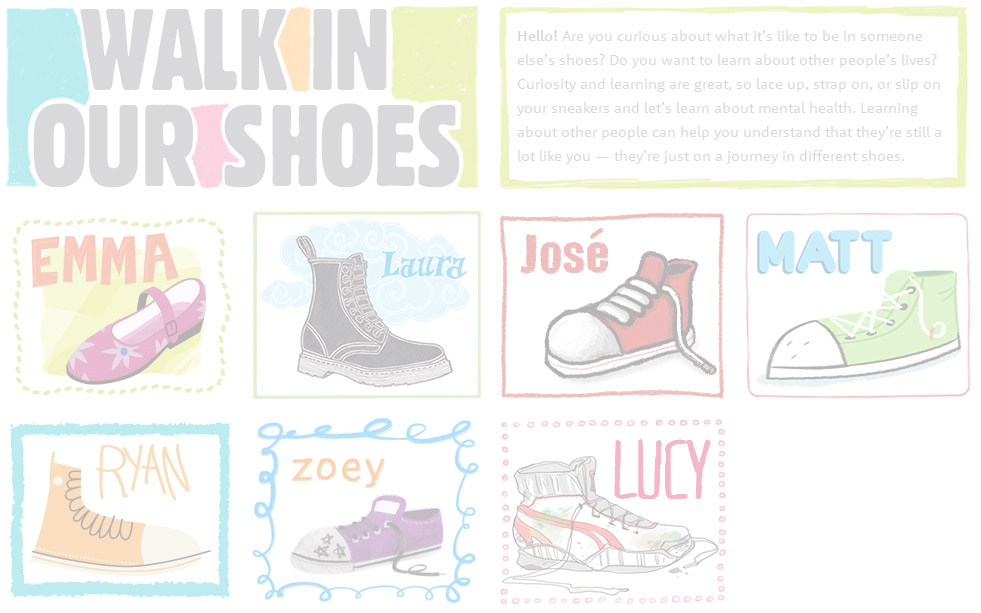 WALK IN
OUR SHOES
Hello! Are you curious about what it's like to be in someone
else's shoes? Do you want to learn about other people's lives?
Curiosity and learning are great, so lace up, strap on, or slip on
your sneakers and let's learn about mental health. Learning
about other people can help you understand that they're still a
lot like you — they're just on a journey in different shoes.
EMMA
Laura
José
MATT
RYAN
zoey
LUCY